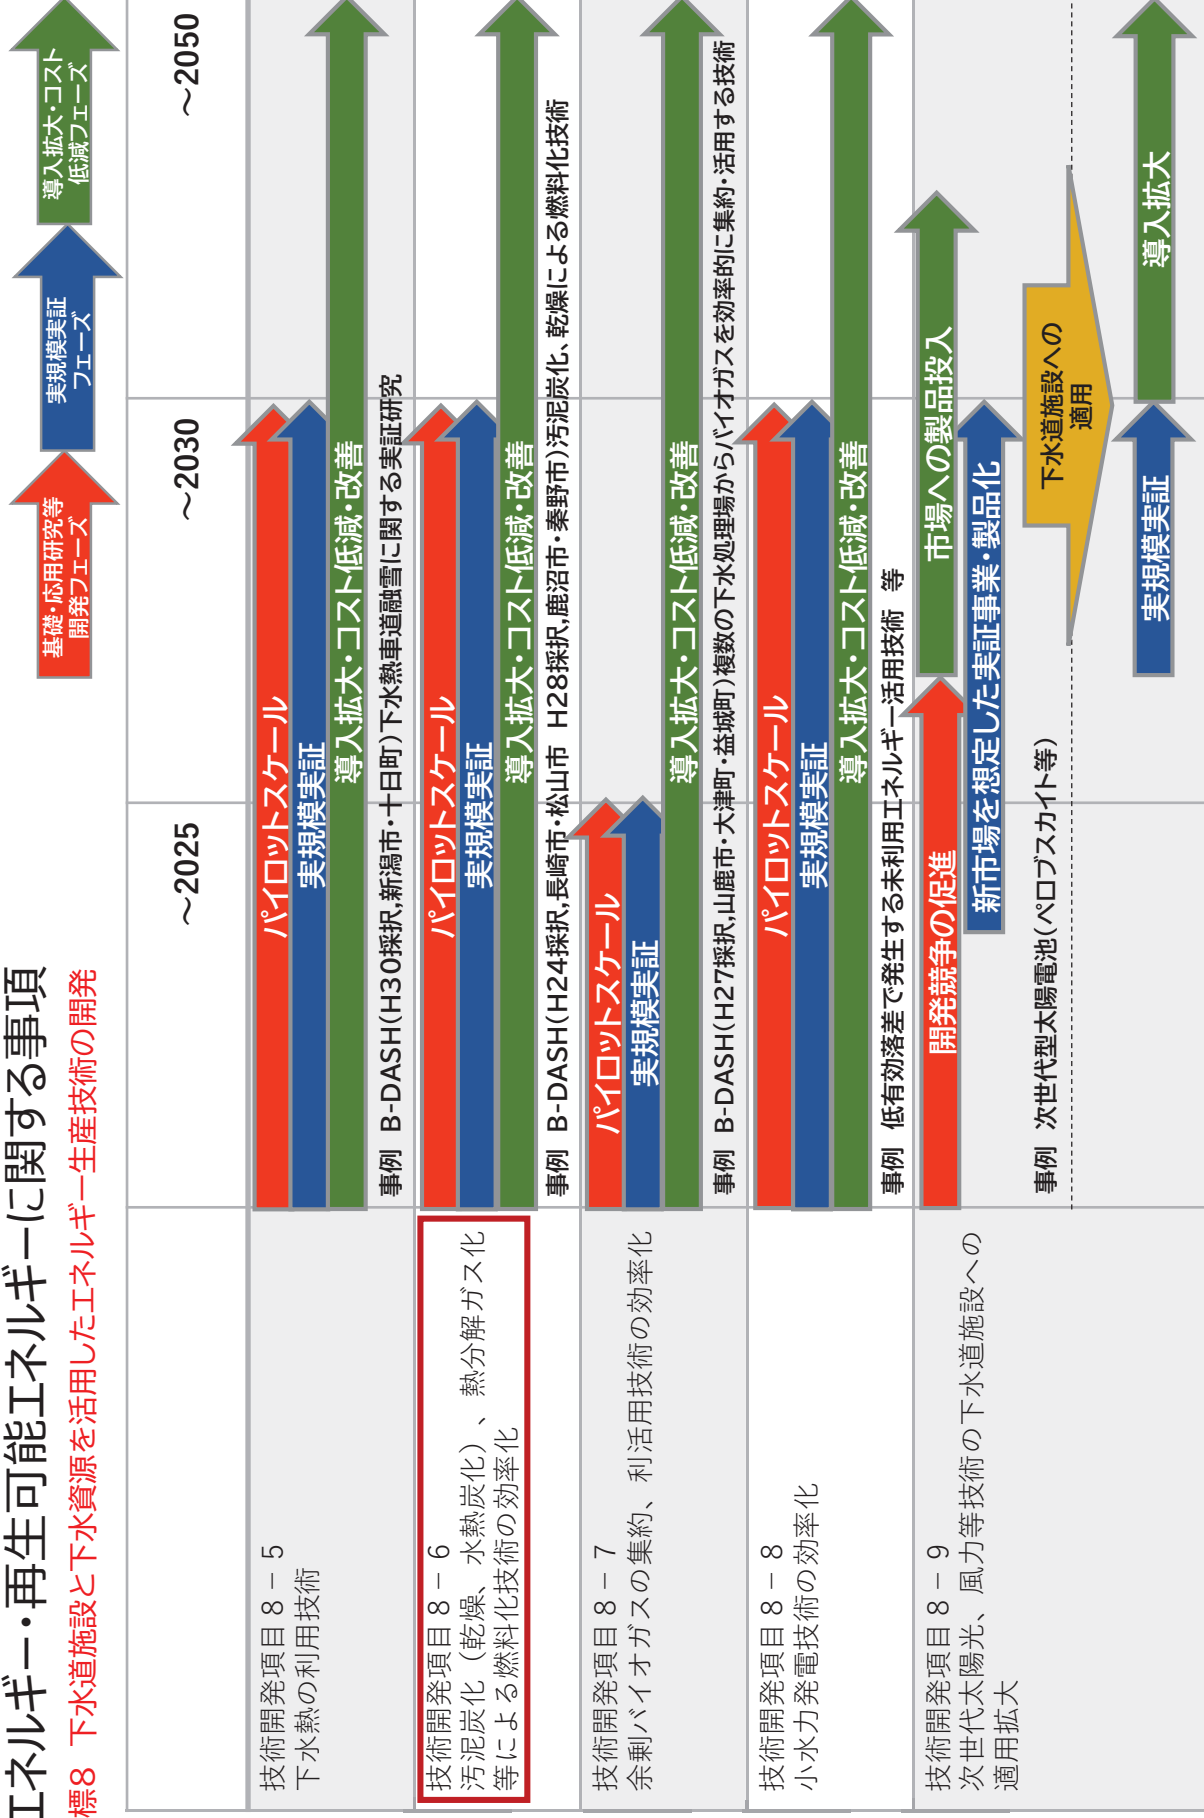 エネルギー・再生可能エネルギーに関する事項
標8 下水道施設と下水資源を活用したエネルギー生産技術の開発
基礎・応用研究等
開発フェーズ
実規模実証
フェーズ
導入拡大・コスト
低減フェーズ
～2025
～2030
～2050
技術開発項目８－５
下水熱の利用技術
パイロットスケール
実規模実証
導入拡大・コスト低減・改善
事例 B-DASH(H30採択,新潟市・十日町)下水熱車道融雪に関する実証研究
技術開発項目８－６
汚泥炭化（乾燥、水熱炭化）、熱分解ガス化
等による燃料化技術の効率化
パイロットスケール
実規模実証
導入拡大・コスト低減・改善
事例 B-DASH(H24採択,長崎市・松山市 H28採択,鹿沼市・秦野市)汚泥炭化、乾燥による燃料化技術
技術開発項目８－７
余剰バイオガスの集約、利活用技術の効率化
パイロットスケール
実規模実証
導入拡大・コスト低減・改善
事例 B-DASH(H27採択,山鹿市・大津町・益城町)複数の下水処理場からバイオガスを効率的に集約・活用する技術
技術開発項目８－８
小水力発電技術の効率化
パイロットスケール
実規模実証
導入拡大・コスト低減・改善
事例 低有効落差で発生する未利用エネルギー活用技術 等
技術開発項目８－９
次世代太陽光、風力等技術の下水道施設への
適用拡大
開発競争の促進
市場への製品投入
新市場を想定した実証事業・製品化
事例 次世代型太陽電池(ペロブスカイト等)
下水道施設への
適用
実規模実証
導入拡大